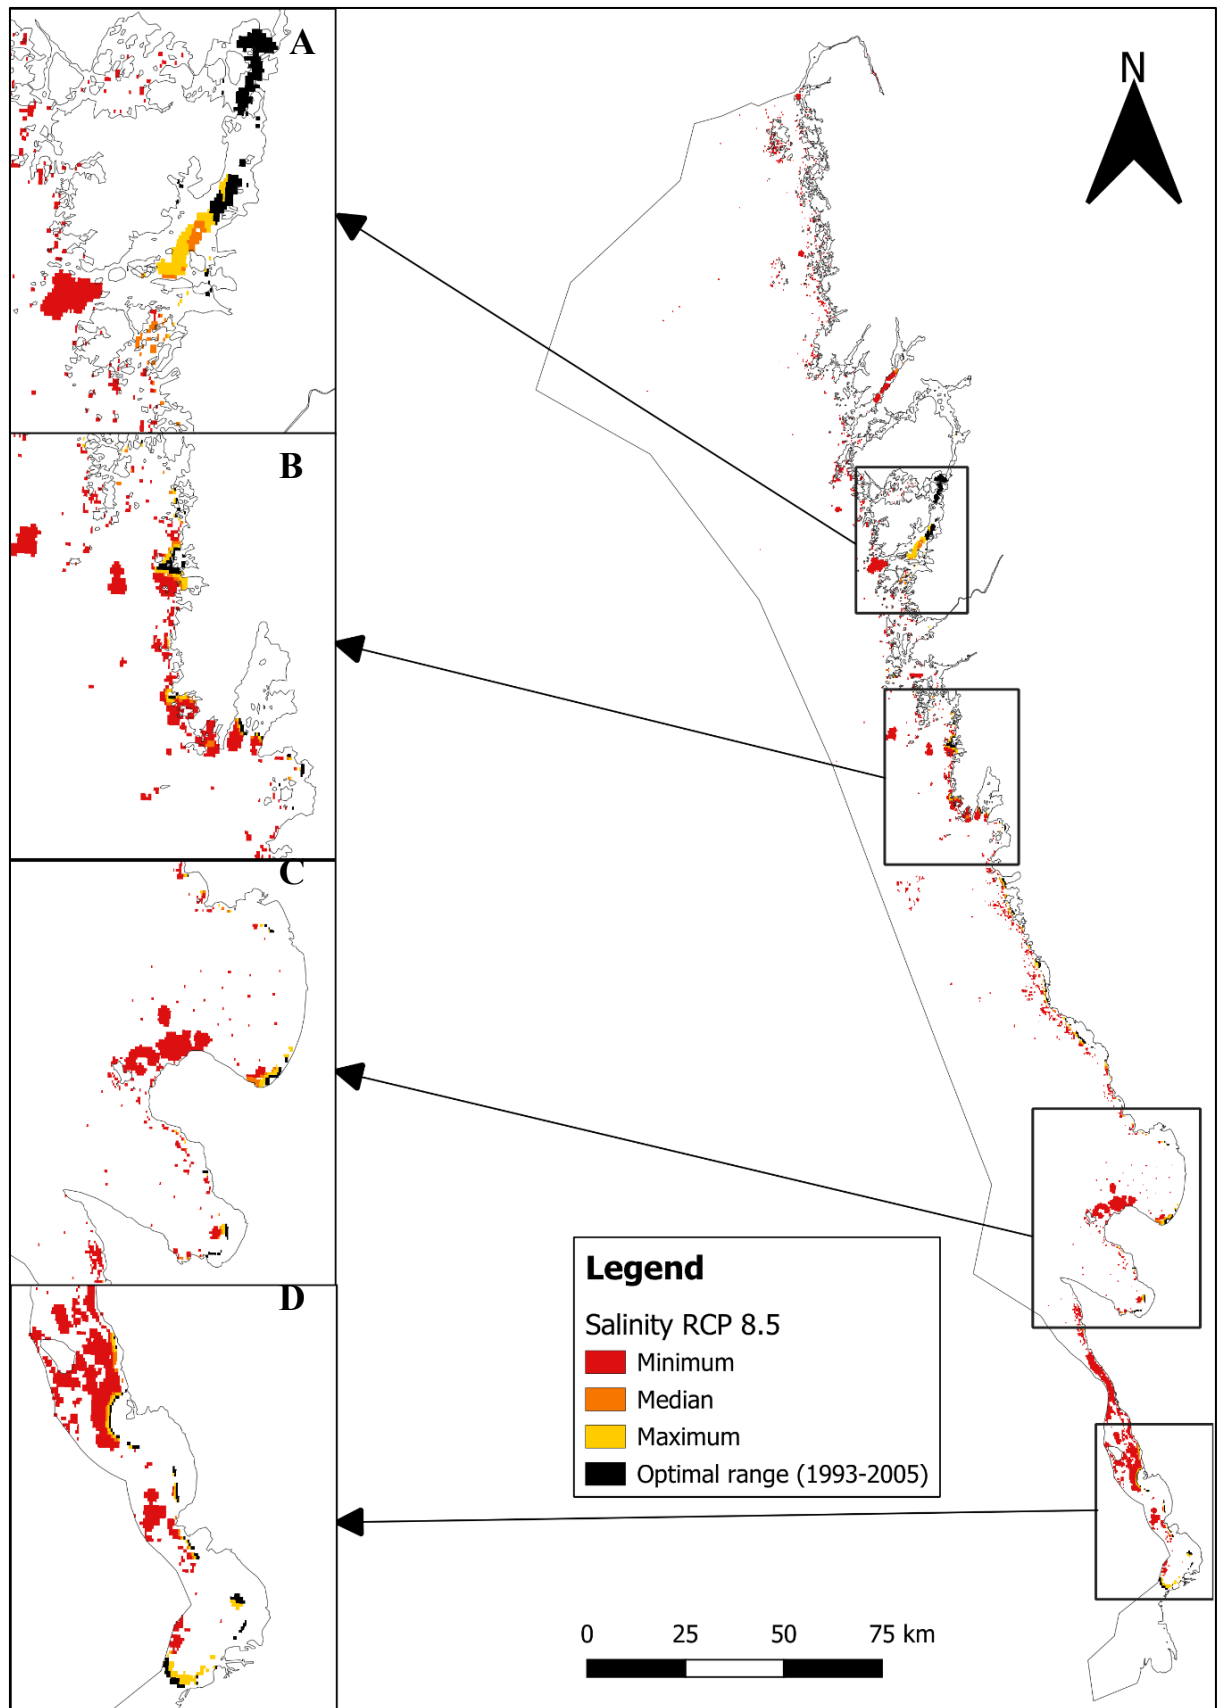 A
N
B
C
D
Legend
Salinity RCP 8.5
Minimum
Median
Maximum
Optimal range (1993-2005)
0 25 50 75 km